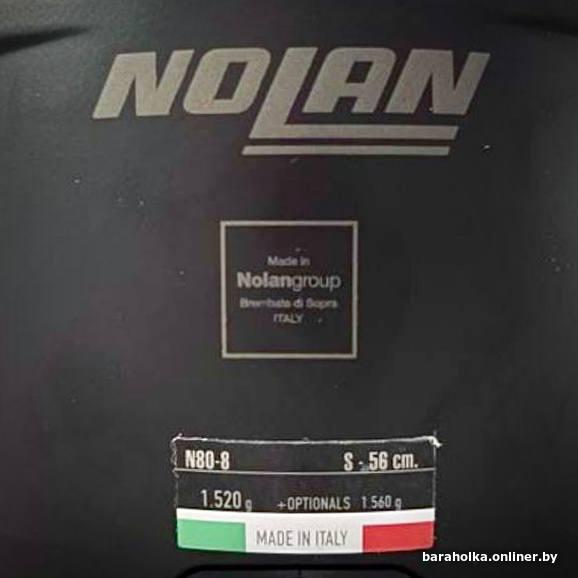 NOLAN
Made in
Nolangroup
Brembate di Sopra
ITALY
N80-8 S - 56 cm.
1.520 g +OPTIONALS 1.560 g
MADE IN ITALY
baraholka.onliner.by